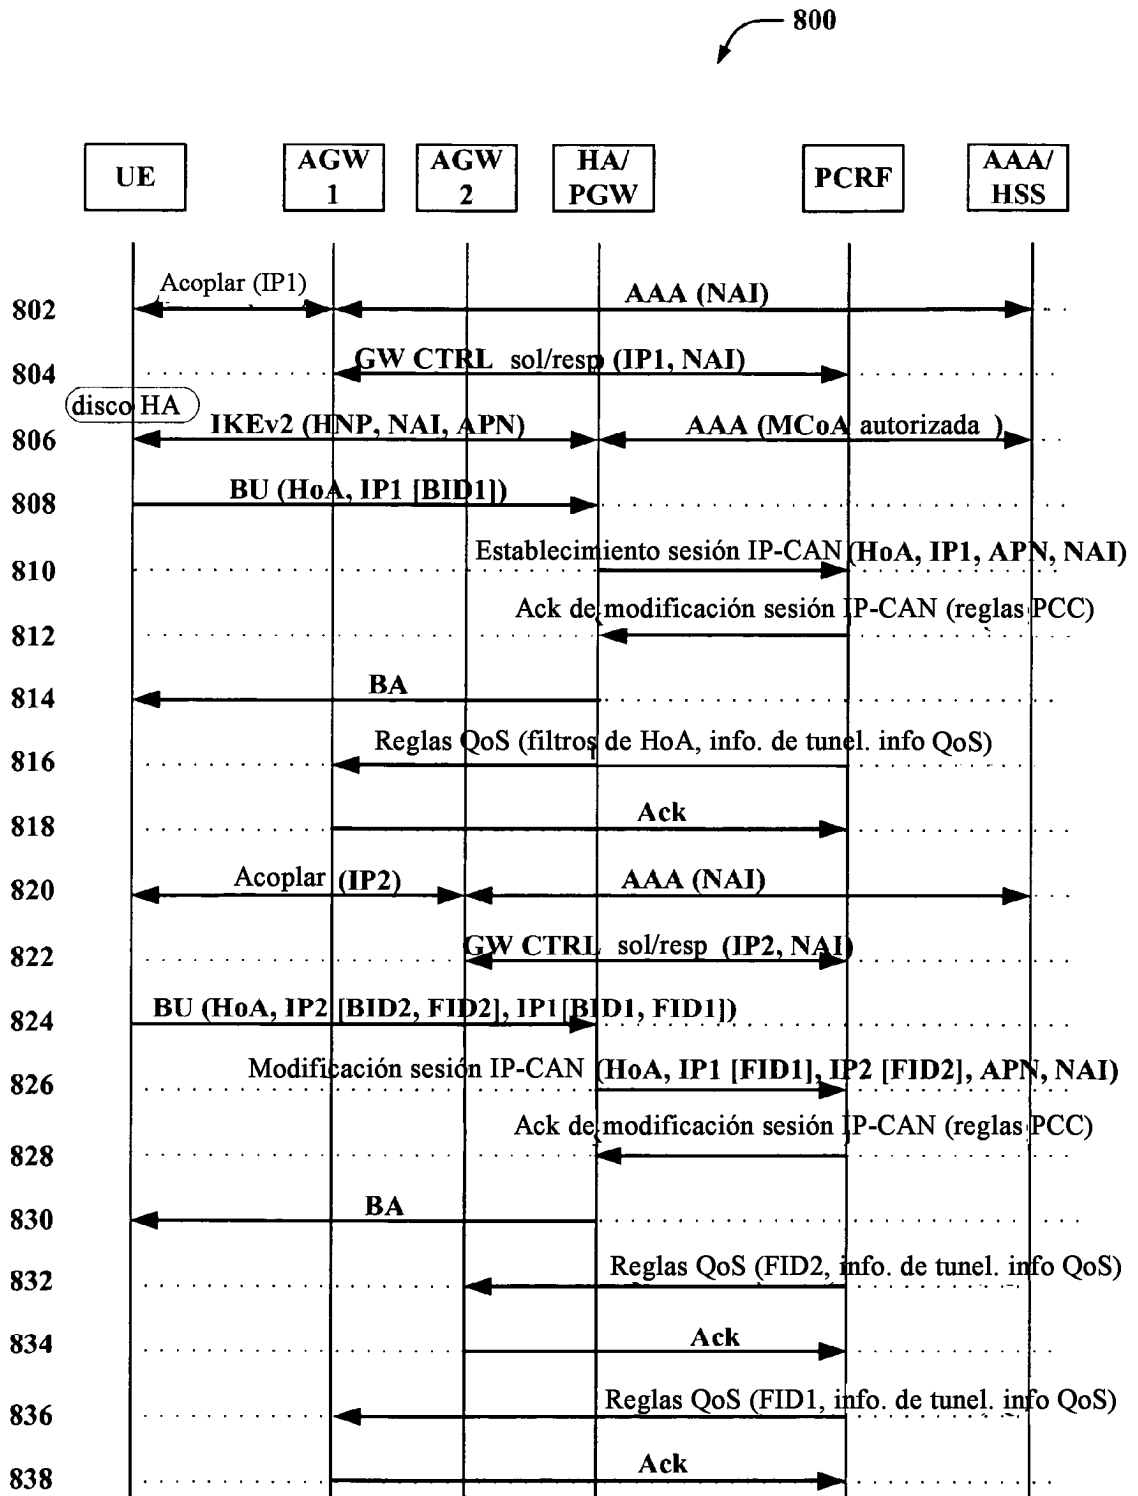 800
UE
AGW
1
AGW
2
HA/
PGW
PCRF
AAA/
HSS
802
Acoplar (IP1)
AAA (NAI)
804
GW CTRL sol/resp (IP1, NAI)
disco HA
806
IKEv2 (HNP, NAI, APN)
AAA (MCoA autorizada )
808
BU (HoA, IP1 [BID1])
810
Establecimiento sesión IP-CAN (HoA, IP1, APN, NAI)
812
Ack de modificación sesión IP-CAN (reglas PCC)
814
BA
816
Reglas QoS (filtros de HoA, info. de tunel. info QoS)
818
Ack
820
Acoplar (IP2)
AAA (NAI)
822
GW CTRL sol/resp (IP2, NAI)
824
BU (HoA, IP2 [BID2, FID2], IP1[BID1, FID1])
826
Modificación sesión IP-CAN (HoA, IP1 [FID1], IP2 [FID2], APN, NAI)
828
Ack de modificación sesión IP-CAN (reglas PCC)
830
BA
832
Reglas QoS (FID2, info. de tunel. info QoS)
834
Ack
836
Reglas QoS (FID1, info. de tunel. info QoS)
838
Ack